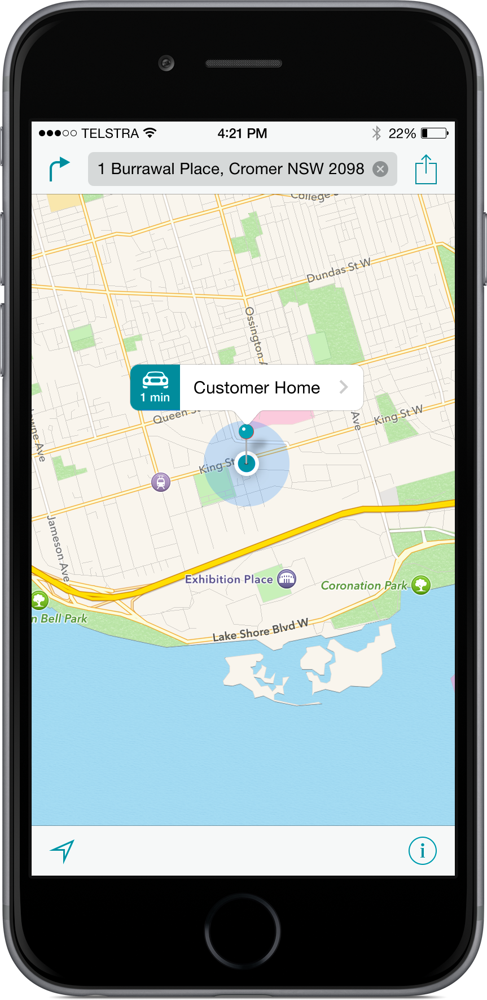 TELSTRA 4:21 PM 22%
1 Burrawal Place, Cromer NSW 2098
College
Dundas St W
Ossington A
1 min Customer Home
Queen St
Ave
King St W
wne Ave
King St
Jameson Ave
Exhibition Place
Coronation Park
n Bell Park
Lake Shore Blvd W
i